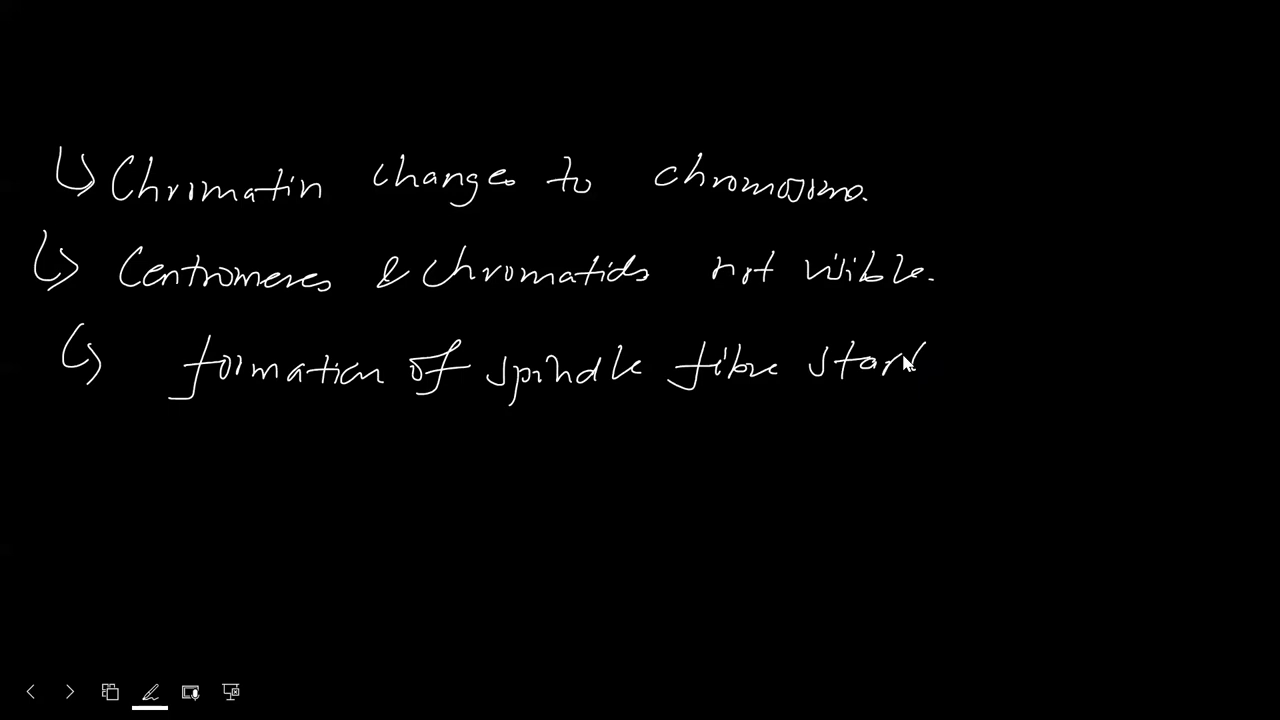 ↳ Chromatin changes to chromosome.
↳ Centromeres & chromatids not visible.
↳ formation of spindle fibre start